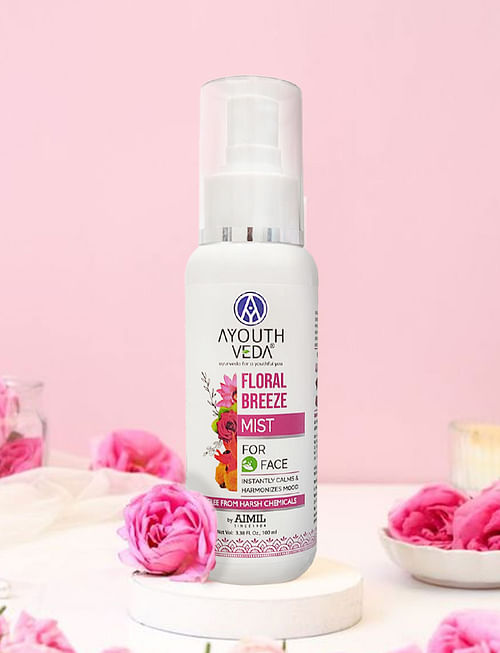 AYOUTH
VEDA®
ayurveda for a youthful you
FLORAL
BREEZE
MIST
FOR
FACE
INSTANTLY CALMS &
HARMONIZES MOOD
FREE FROM HARSH CHEMICALS
by AIMIL
SINCE 1984
Net Vol: 3.38 Fl. Oz., 100 ml